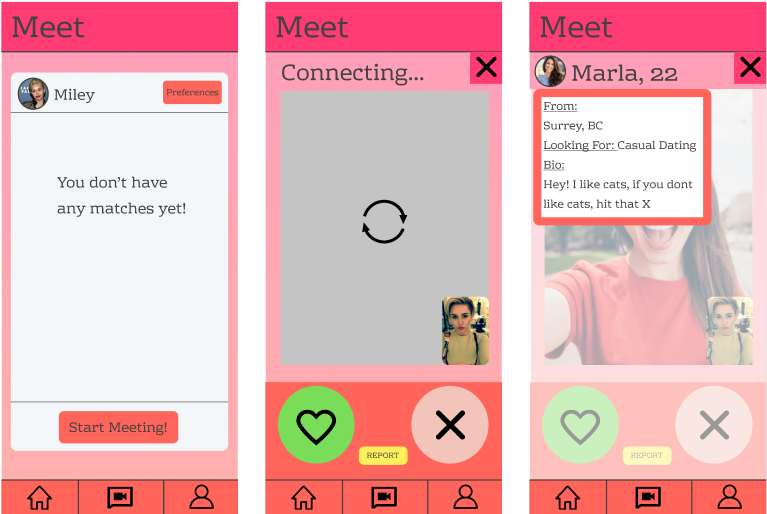 Meet
Miley
Preferences
You don't have
any matches yet!
Start Meeting!
Meet
Connecting...
REPORT
Meet
Marla, 22
From:
Surrey, BC
Looking For: Casual Dating
Bio:
Hey! I like cats, if you dont
like cats, hit that X
REPORT